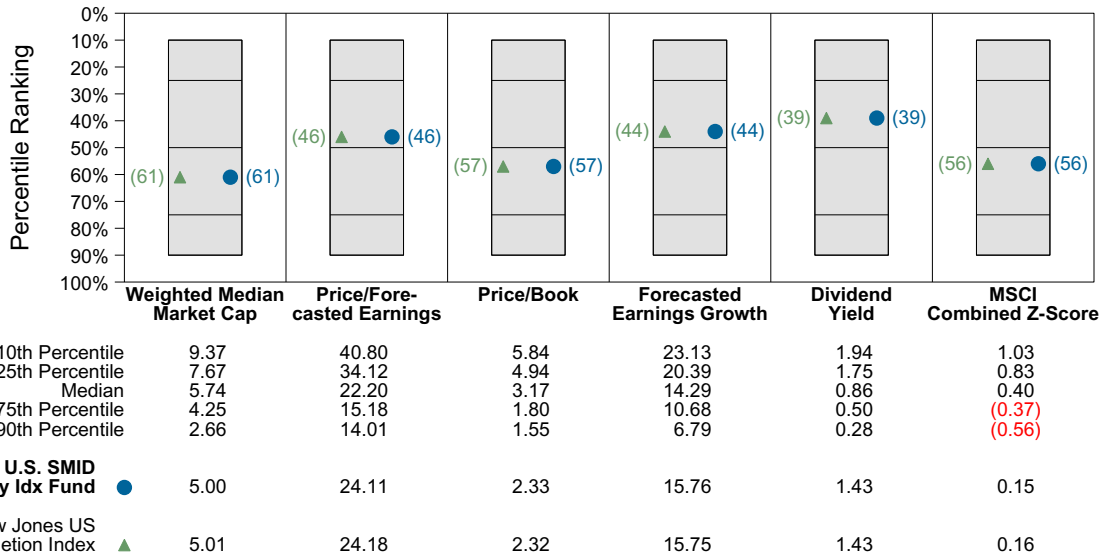 0%
10%
20%
30%
40%
50%
60%
70%
80%
90%
100%
Percentile Ranking
(61) (61)
(46) (46)
(57) (57)
(44) (44)
(39) (39)
(56) (56)
Weighted Median Market Cap
Price/Fore-
casted Earnings
Price/Book
Forecasted
Earnings Growth
Dividend
Yield
MSCI
Combined Z-Score
10th Percentile 9.37 40.80 5.84 23.13 1.94 1.03
25th Percentile 7.67 34.12 4.94 20.39 1.75 0.83
Median 5.74 22.20 3.17 14.29 0.86 0.40
75th Percentile 4.25 15.18 1.80 10.68 0.50 (0.37)
90th Percentile 2.66 14.01 1.55 6.79 0.28 (0.56)
U.S. SMID
Idx Fund 5.00 24.11 2.33 15.76 1.43 0.15
Jones US
Index 5.01 24.18 2.32 15.75 1.43 0.16